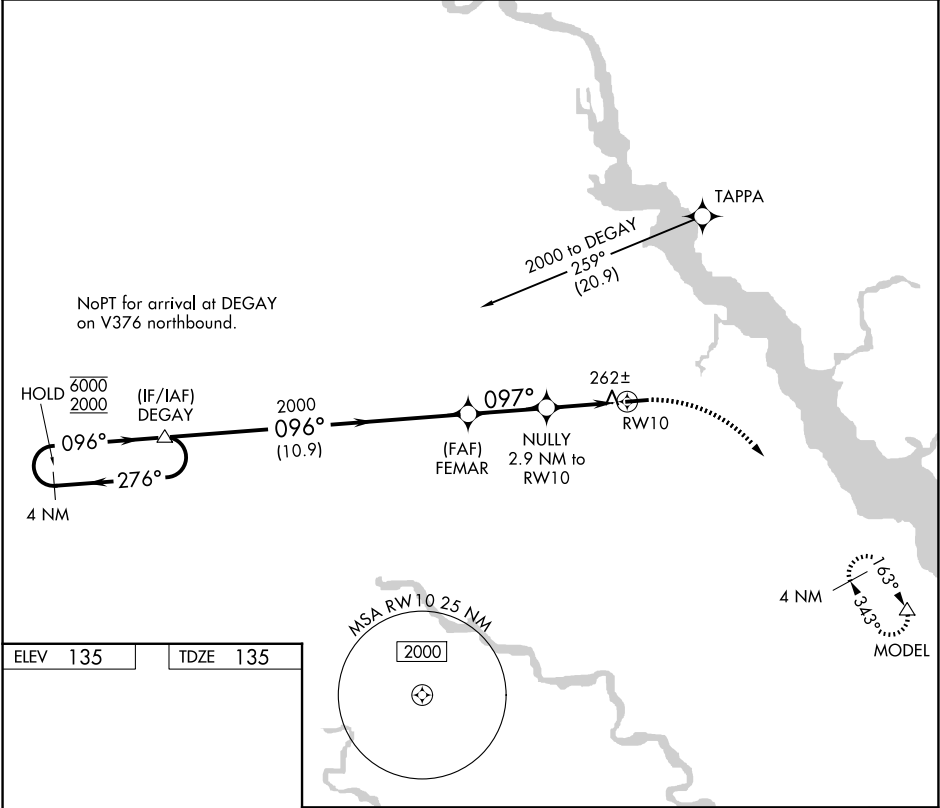 TAPPA
2000 to DEGAY
259°
(20.9)
NoPT for arrival at DEGAY
on V376 northbound.
HOLD
6000
2000
(IF/IAF)
DEGAY
096°
276°
4 NM
2000
096°
(10.9)
(FAF)
FEMAR
097°
NULLY
2.9 NM to
RW10
262±
RW10
4 NM
163°
343°
MODEL
MSA RW10 25 NM
2000
ELEV 135
TDZE 135